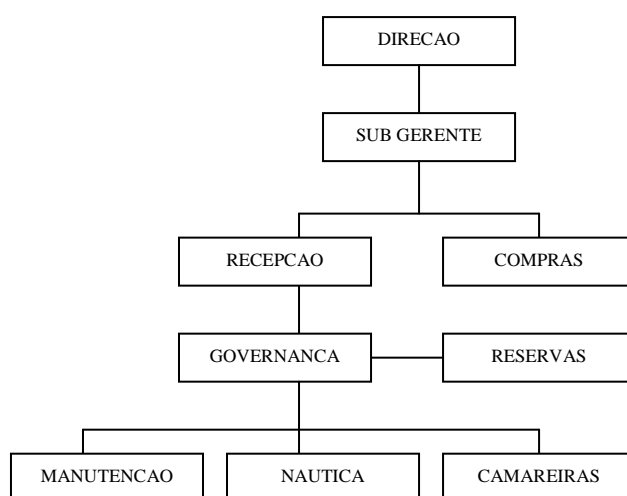 DIRECAO
SUB GERENTE
RECEPCAO
COMPRAS
GOVERNANCA
RESERVAS
MANUTENCAO
NAUTICA
CAMAREIRAS